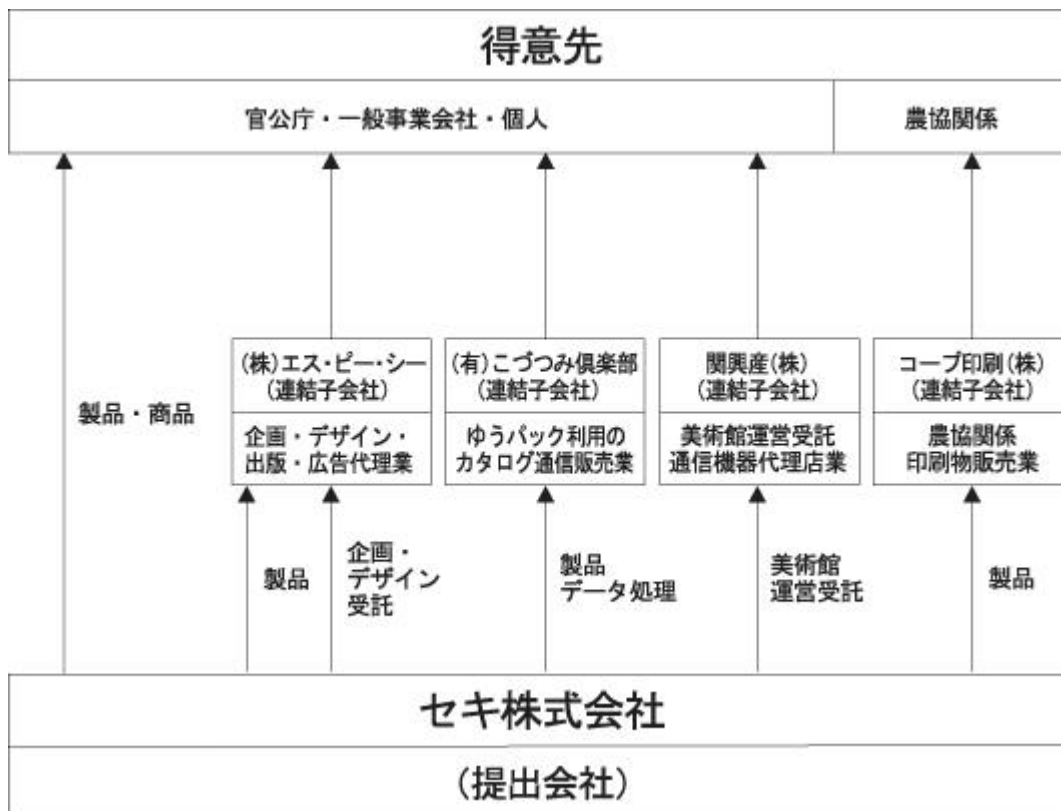 得意先
官公庁・一般事業会社・個人
農協関係
製品・商品
(株)エス・ピー・シー
(連結子会社)
企画・デザイン・
出版・広告代理業
(有)こづつみ倶楽部
(連結子会社)
ゆうパック利用の
カタログ通信販売業
関興産(株)
(連結子会社)
美術館運営受託
通信機器代理店業
コープ印刷(株)
(連結子会社)
農協関係
印刷物販売業
製品
企画・
デザイン
受託
製品
データ処理
美術館
運営受託
製品
セキ株式会社
(提出会社)